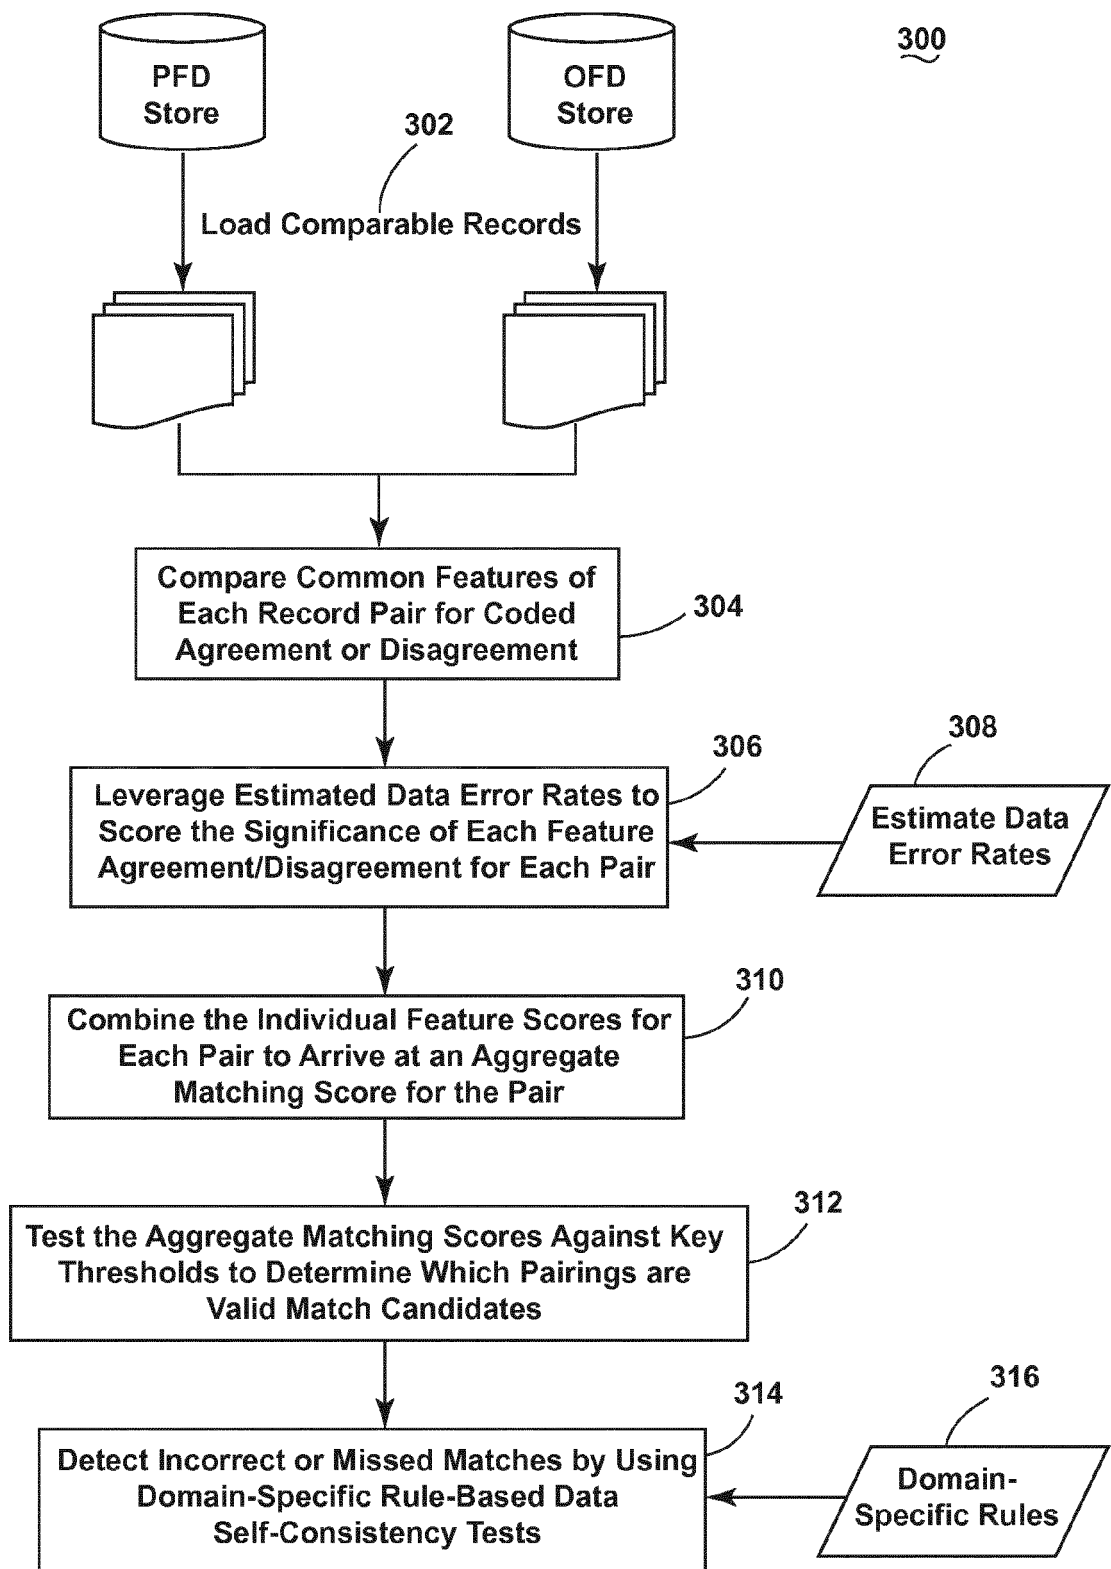 300
PFD
Store
OFD
Store
302
Load Comparable Records
Compare Common Features of
Each Record Pair for Coded
Agreement or Disagreement
304
306
308
Leverage Estimated Data Error Rates to
Score the Significance of Each Feature
Agreement/Disagreement for Each Pair
Estimate Data
Error Rates
310
Combine the Individual Feature Scores for
Each Pair to Arrive at an Aggregate
Matching Score for the Pair
312
Test the Aggregate Matching Scores Against Key
Thresholds to Determine Which Pairings are
Valid Match Candidates
314
316
Detect Incorrect or Missed Matches by Using
Domain-Specific Rule-Based Data
Self-Consistency Tests
Domain-
Specific Rules